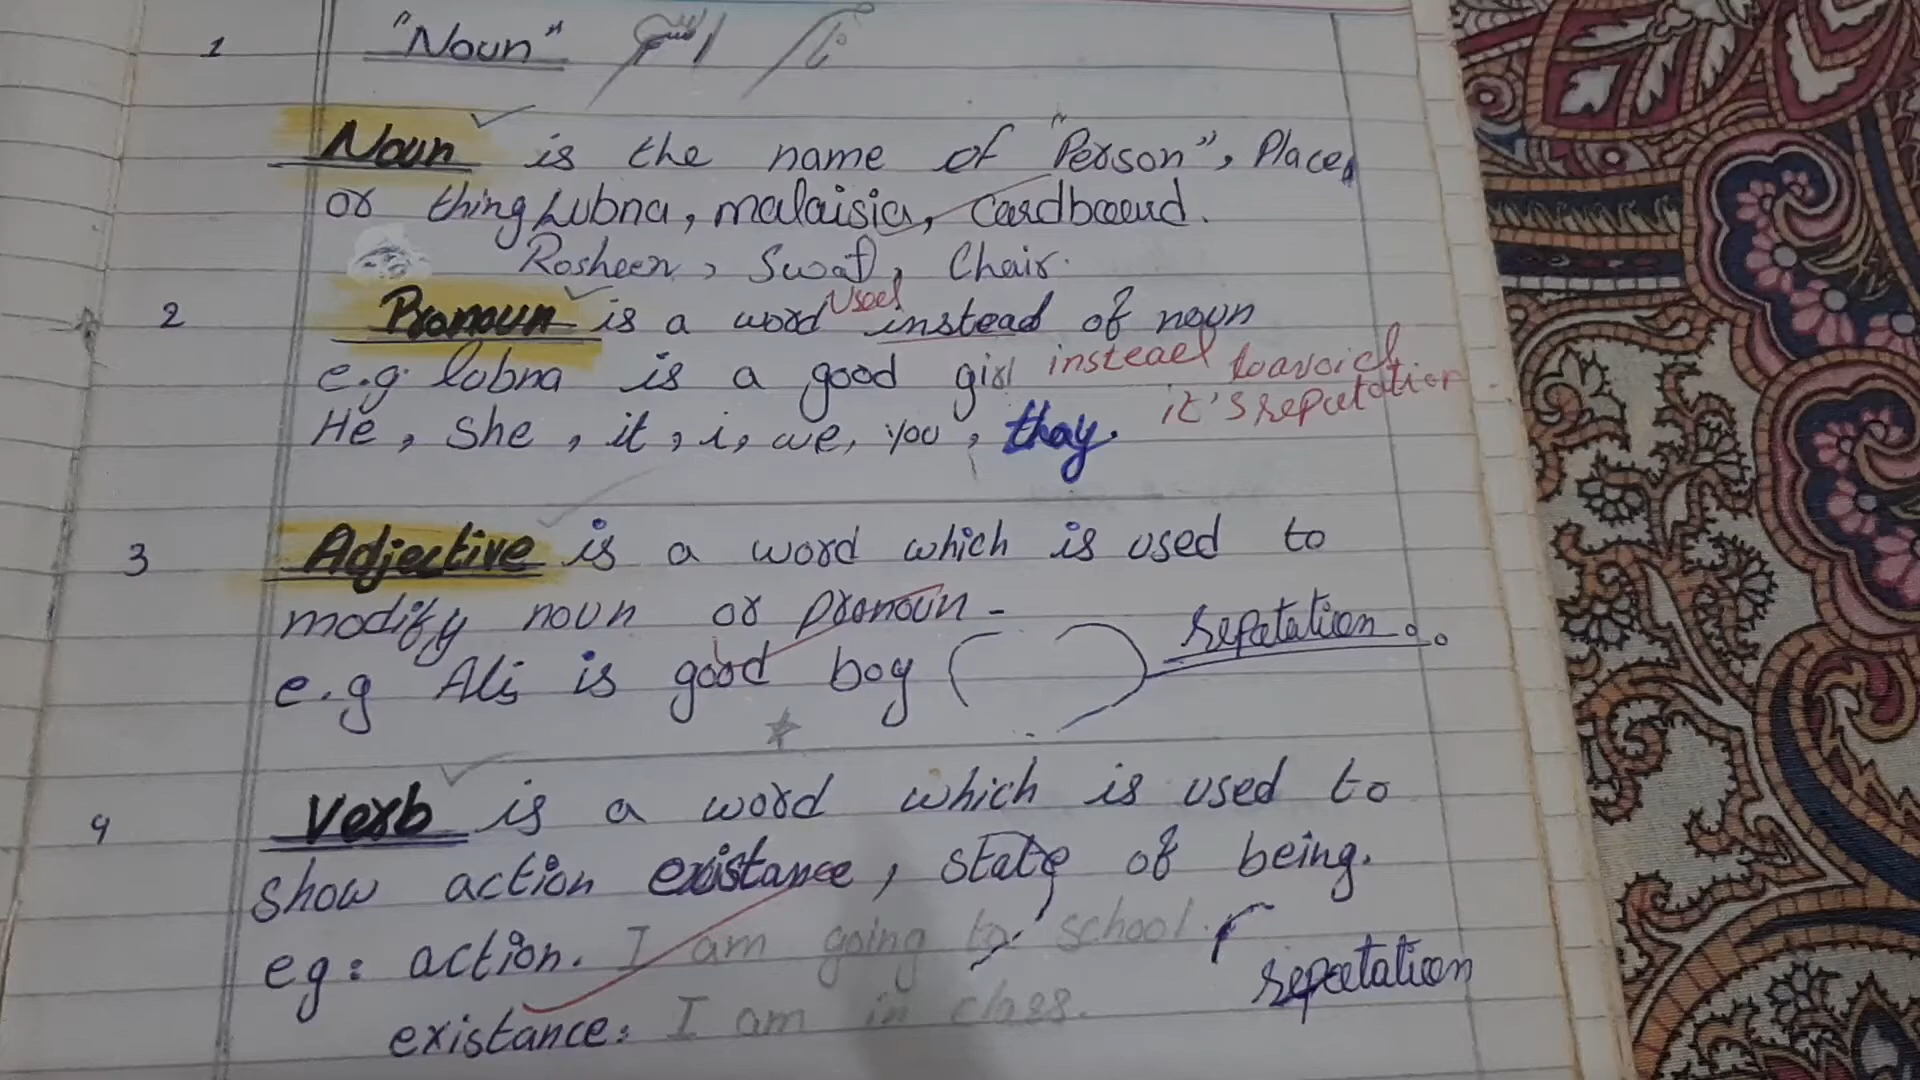 1 "Noun"
Noun is the name of "Person", Place,
or thing Lubna, malaisia, Cardboard.
Rosheen, Swat, Chair.
2 Pronoun is a word used instead of noun
e.g. lobna is a good girl instead to avoid
it's reputation
He, She, it, i, we, you, thay.
3 Adjective is a word which is used to
modify noun or pronoun -
repatation.
e.g Ali is good boy
4 Verb is a word which is used to
show action existance, state of being.
eg: action. I am going to school.
repetation
existance: I am in class.